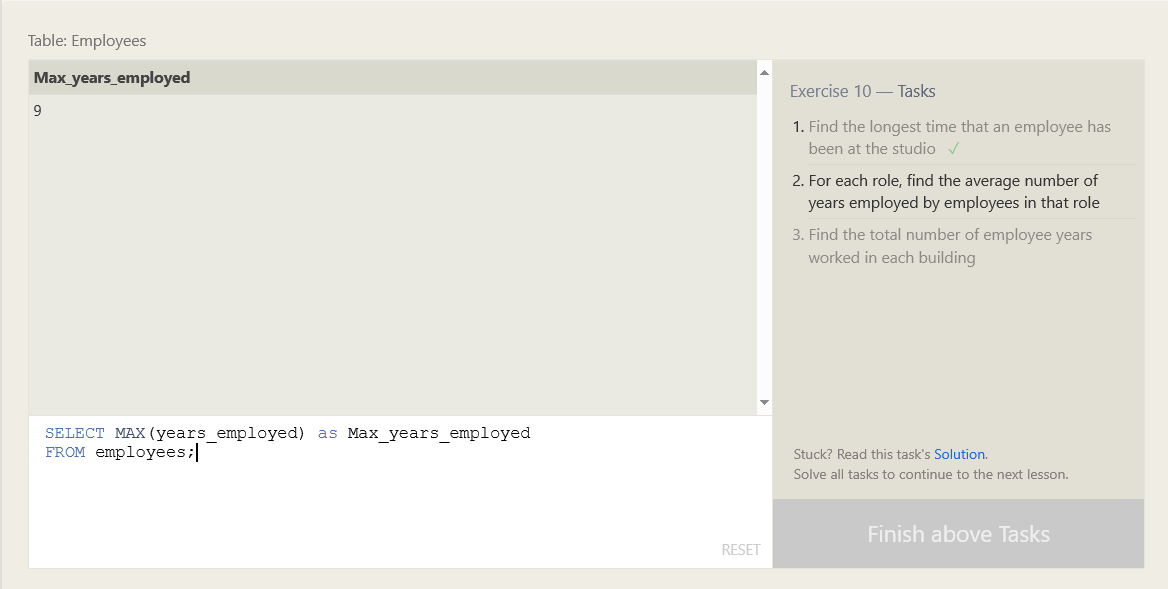 Table: Employees
Max_years_employed
9
Exercise 10 — Tasks
1. Find the longest time that an employee has
been at the studio ✓
2. For each role, find the average number of
years employed by employees in that role
3. Find the total number of employee years
worked in each building
SELECT MAX(years_employed) as Max_years_employed
FROM employees;
RESET
Stuck? Read this task's Solution.
Solve all tasks to continue to the next lesson.
Finish above Tasks